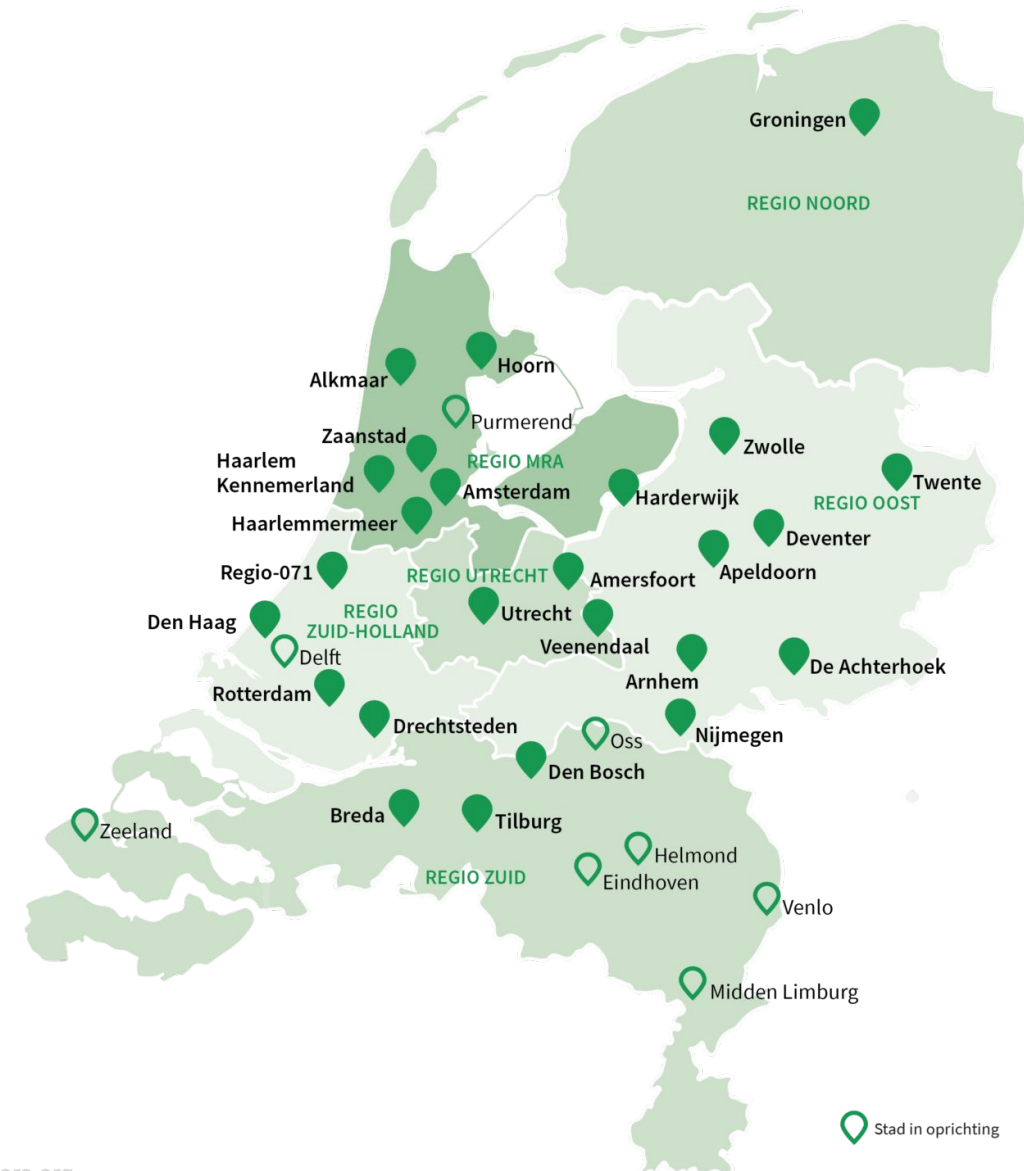 Groningen
REGIO NOORD
Hoorn
Alkmaar
Purmerend
Zaanstad
Zwolle
Haarlem
Kennemerland
REGIO MRA
Amsterdam
Harderwijk
Twente
REGIO OOST
Haarlemmermeer
Deventer
Regio-071
REGIO UTRECHT
Amersfoort
Apeldoorn
Den Haag
REGIO
ZUID-HOLLAND
Utrecht
Veenendaal
Delft
De Achterhoek
Arnhem
Rotterdam
Drechtsteden
Nijmegen
Oss
Den Bosch
Breda
Tilburg
Zeeland
Helmond
REGIO ZUID
Eindhoven
Venlo
Midden Limburg
Stad in oprichting